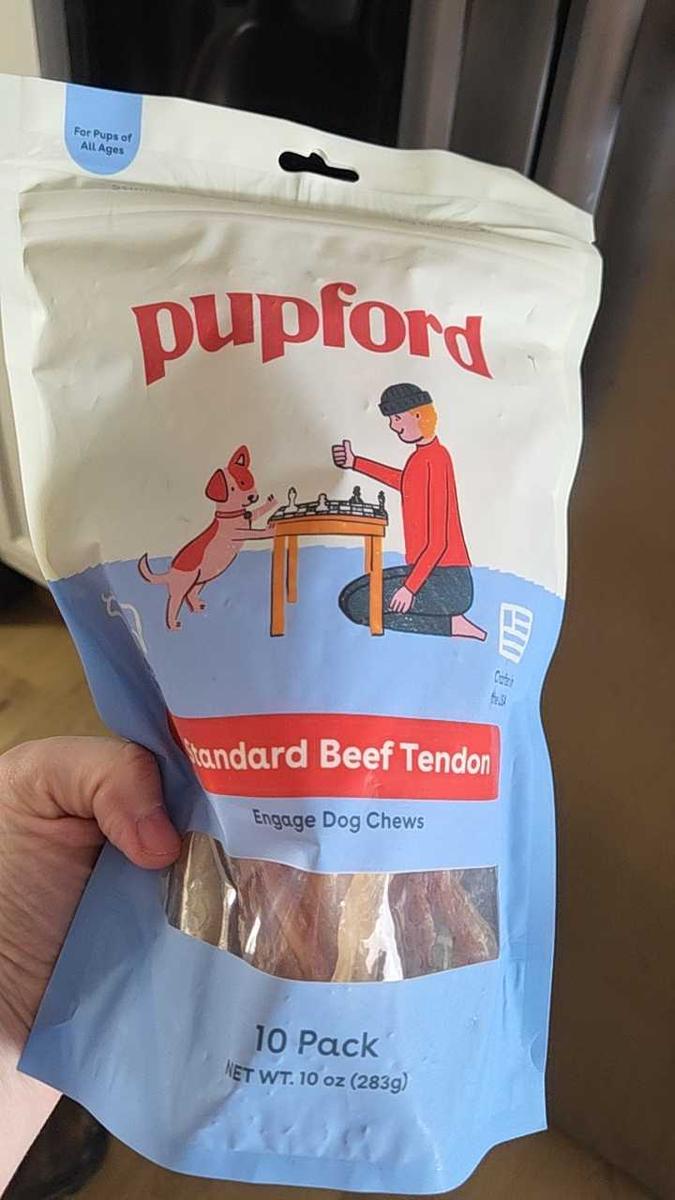 For Pups of
All Ages
pupford
Standard Beef Tendon
Engage Dog Chews
10 Pack
NET WT. 10 oz (283g)